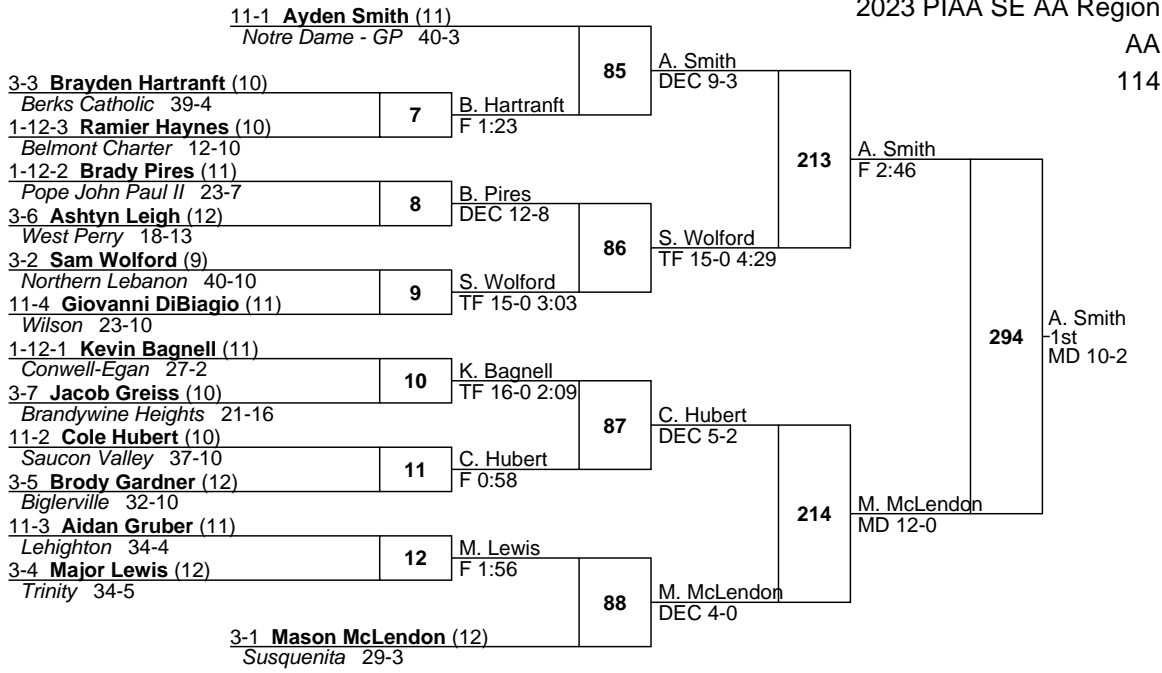 2023 PIAA SE AA Region
AA
114
11-1 Ayden Smith (11)
Notre Dame - GP 40-3
3-3 Brayden Hartranft (10)
Berks Catholic 39-4
1-12-3 Ramier Haynes (10)
Belmont Charter 12-10
1-12-2 Brady Pires (11)
Pope John Paul II 23-7
3-6 Ashtyn Leigh (12)
West Perry 18-13
3-2 Sam Wolford (9)
Northern Lebanon 40-10
11-4 Giovanni DiBiagio (11)
Wilson 23-10
1-12-1 Kevin Bagnell (11)
Conwell-Egan 27-2
3-7 Jacob Greiss (10)
Brandywine Heights 21-16
11-2 Cole Hubert (10)
Saucon Valley 37-10
3-5 Brody Gardner (12)
Biglerville 32-10
11-3 Aidan Gruber (11)
Lehighton 34-4
3-4 Major Lewis (12)
Trinity 34-5
3-1 Mason McLendon (12)
Susquenita 29-3
7
8
9
10
11
12
B. Hartranft
F 1:23
B. Pires
DEC 12-8
S. Wolford
TF 15-0 3:03
K. Bagnell
TF 16-0 2:09
C. Hubert
F 0:58
M. Lewis
F 1:56
85
86
87
88
A. Smith
DEC 9-3
S. Wolford
TF 15-0 4:29
C. Hubert
DEC 5-2
M. McLendon
DEC 4-0
213
214
A. Smith
F 2:46
M. McLendon
MD 12-0
294
A. Smith
1st
MD 10-2